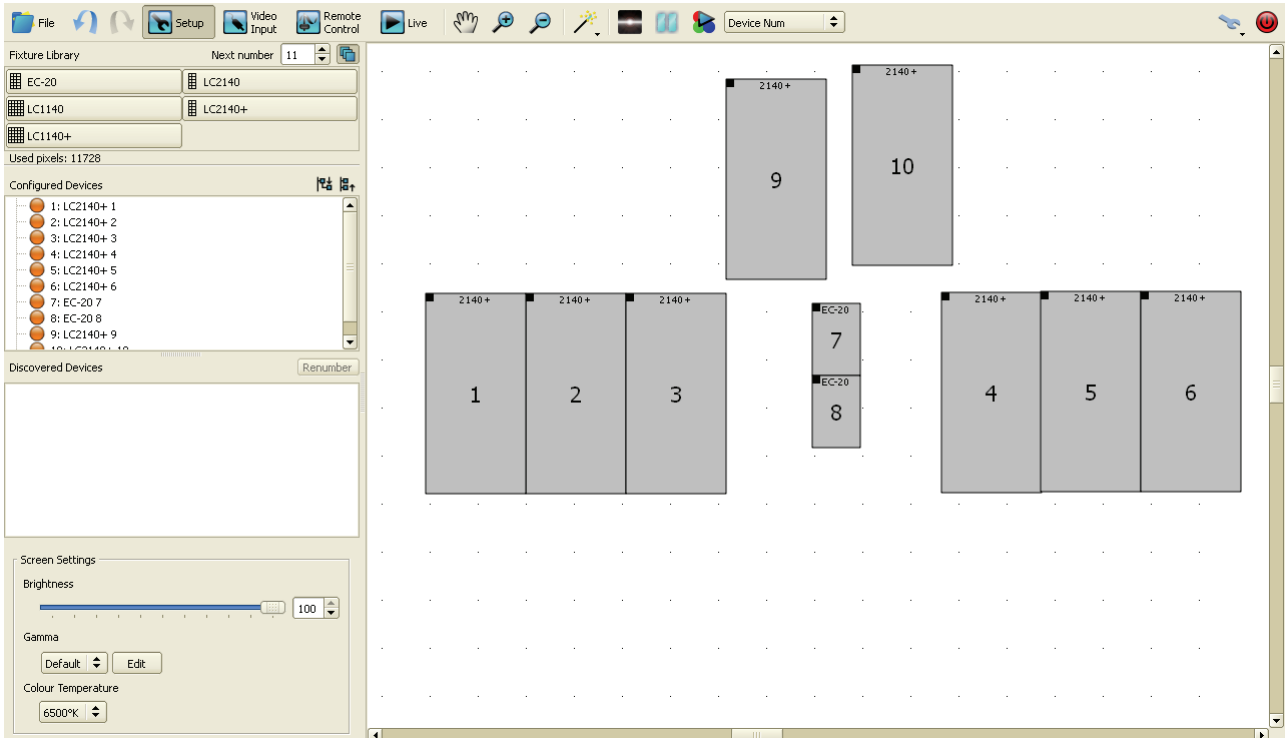 File
Setup
Video
Input
Remote
Control
Live
Device Num
Fixture Library
Next number
11
EC-20
LC2140
LC1140
LC2140+
LC1140+
Used pixels: 11728
Configured Devices
1: LC2140+ 1
2: LC2140+ 2
3: LC2140+ 3
4: LC2140+ 4
5: LC2140+ 5
6: LC2140+ 6
7: EC-20 7
8: EC-20 8
9: LC2140+ 9
10: LC2140+ 10
Discovered Devices
Renumber
Screen Settings
Brightness
100
Gamma
Default
Edit
Colour Temperature
6500°K
2140+
9
2140+
10
2140+
1
2140+
2
2140+
3
EC-20
7
EC-20
8
2140+
4
2140+
5
2140+
6